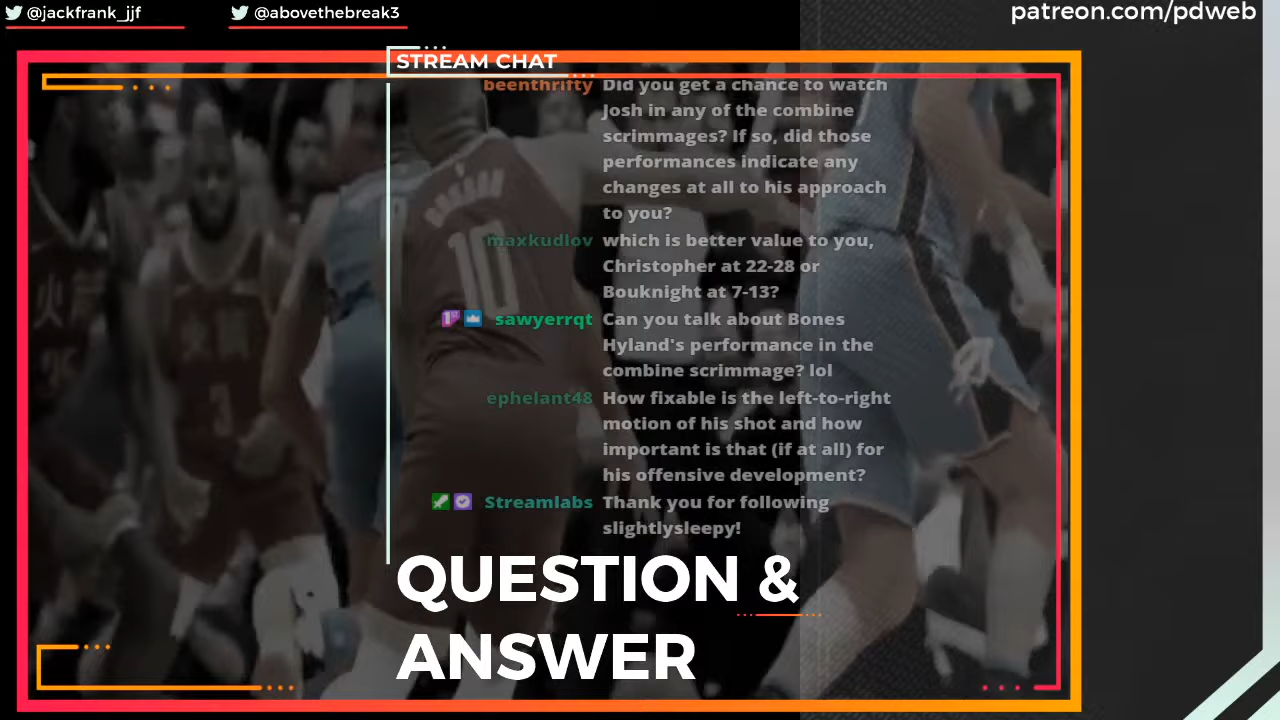 @jackfrank_jjf
@abovethebreak3
patreon.com/pdweb
STREAM CHAT
beenthrifty Did you get a chance to watch
Josh in any of the combine
scrimmages? If so, did those
performances indicate any
changes at all to his approach
to you?
maxkudlov which is better value to you,
Christopher at 22-28 or
Bouknight at 7-13?
sawyerrqt Can you talk about Bones
Hyland's performance in the
combine scrimmage? lol
ephelant48 How fixable is the left-to-right
motion of his shot and how
important is that (if at all) for
his offensive development?
Streamlabs Thank you for following
slightlysleepy!
10
3
QUESTION &
ANSWER